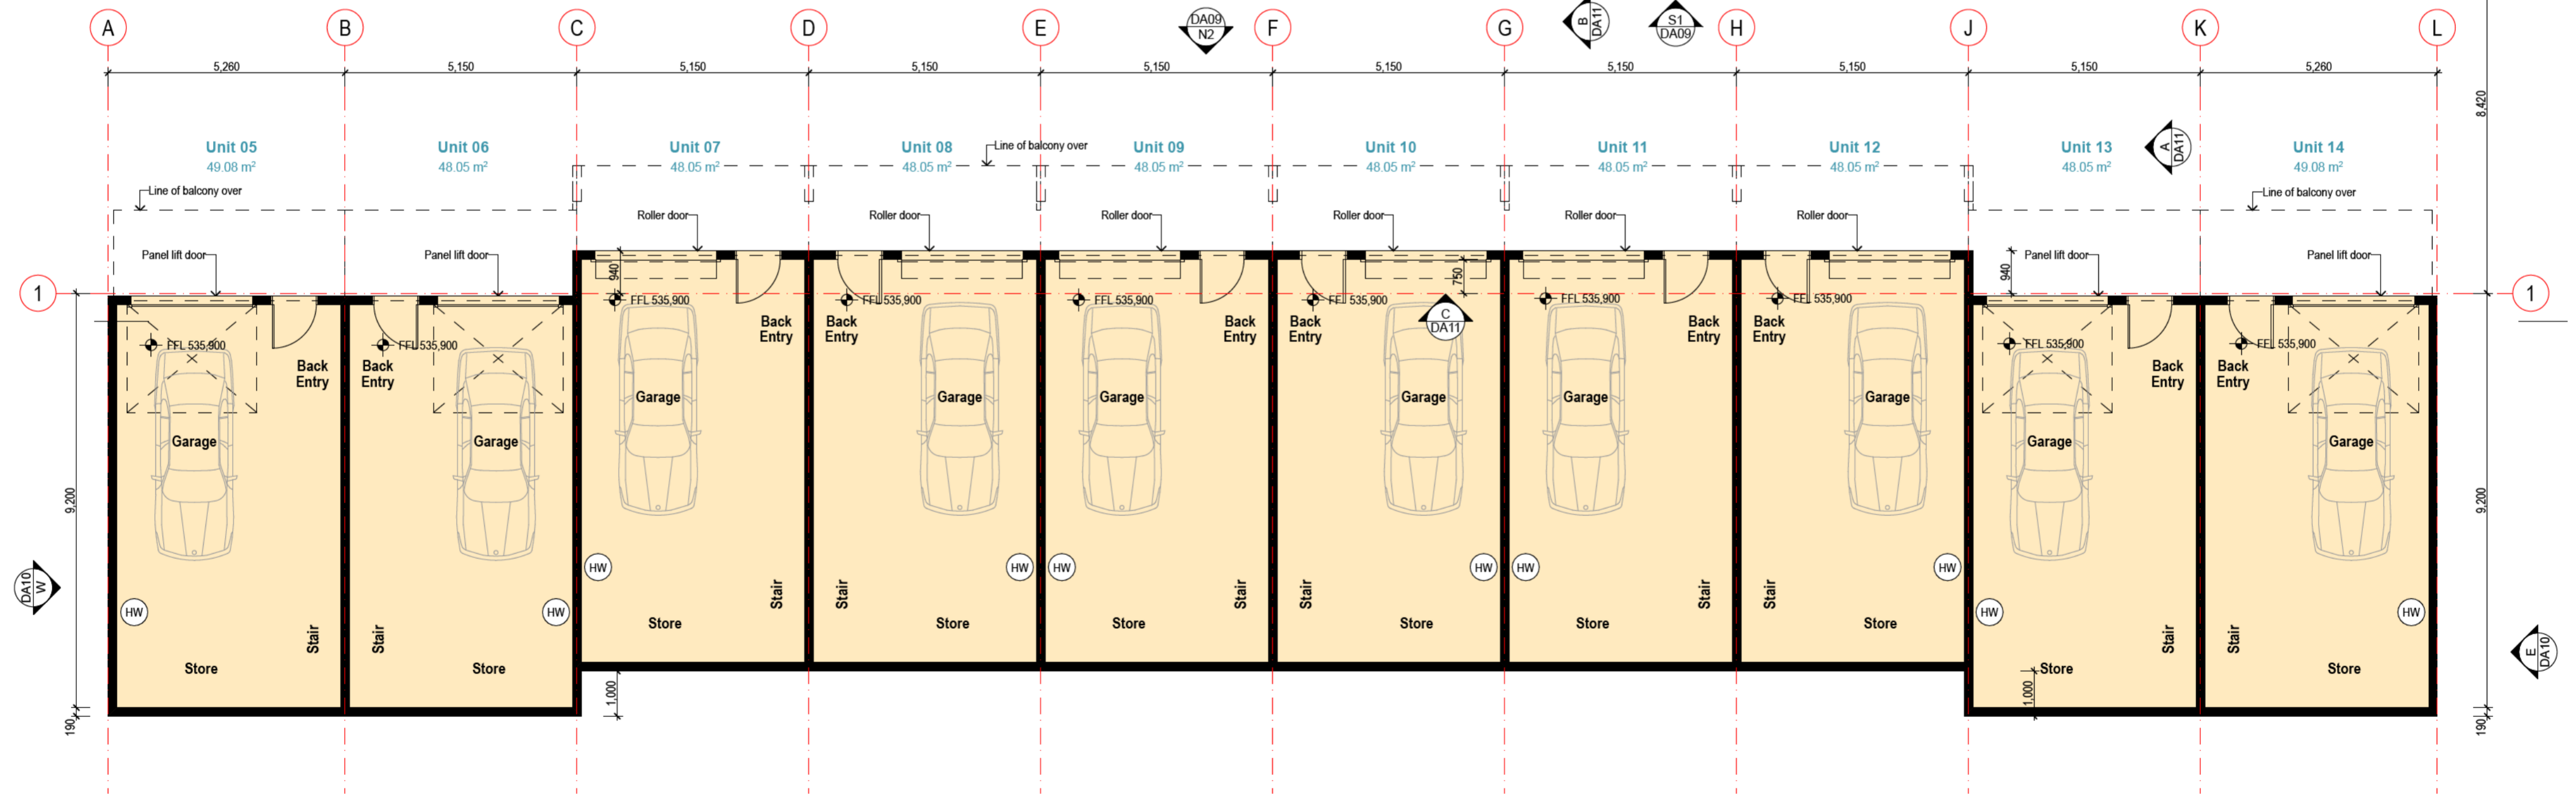 A B C D E F G H J K L
DA09
N2
B
DA11
S1
DA09
5,260 5,150 5,150 5,150 5,150 5,150 5,150 5,150 5,150 5,260
8,420
Unit 05
49.08 m²
Unit 06
48.05 m²
Unit 07
48.05 m²
Unit 08
48.05 m²
Unit 09
48.05 m²
Unit 10
48.05 m²
Unit 11
48.05 m²
Unit 12
48.05 m²
Unit 13
48.05 m²
Unit 14
49.08 m²
A
DA11
Line of balcony over
Line of balcony over
Line of balcony over
Roller door Roller door Roller door Roller door Roller door Roller door
Panel lift door Panel lift door Panel lift door Panel lift door
940 750 940
1 1
FFL 535,900 FFL 535,900 FFL 535,900 FFL 535,900 FFL 535,900 FFL 535,900
C
DA11
FFL 535,900 FFL 535,900 FFL 535,900 FFL 535,900
Back
Entry
Back
Entry
Back
Entry
Back
Entry
Back
Entry
Back
Entry
Back
Entry
Back
Entry
Back
Entry
Back
Entry
Garage Garage Garage Garage Garage Garage
Garage Garage Garage Garage
9,200 9,200
HW HW HW HW HW HW
DA10
W
HW HW HW HW
Stair Stair Stair Stair Stair Stair
Store Store Store Store Store Store
Stair Stair Stair Stair
E
DA10
Store Store Store Store
1,000 1,000
190 190